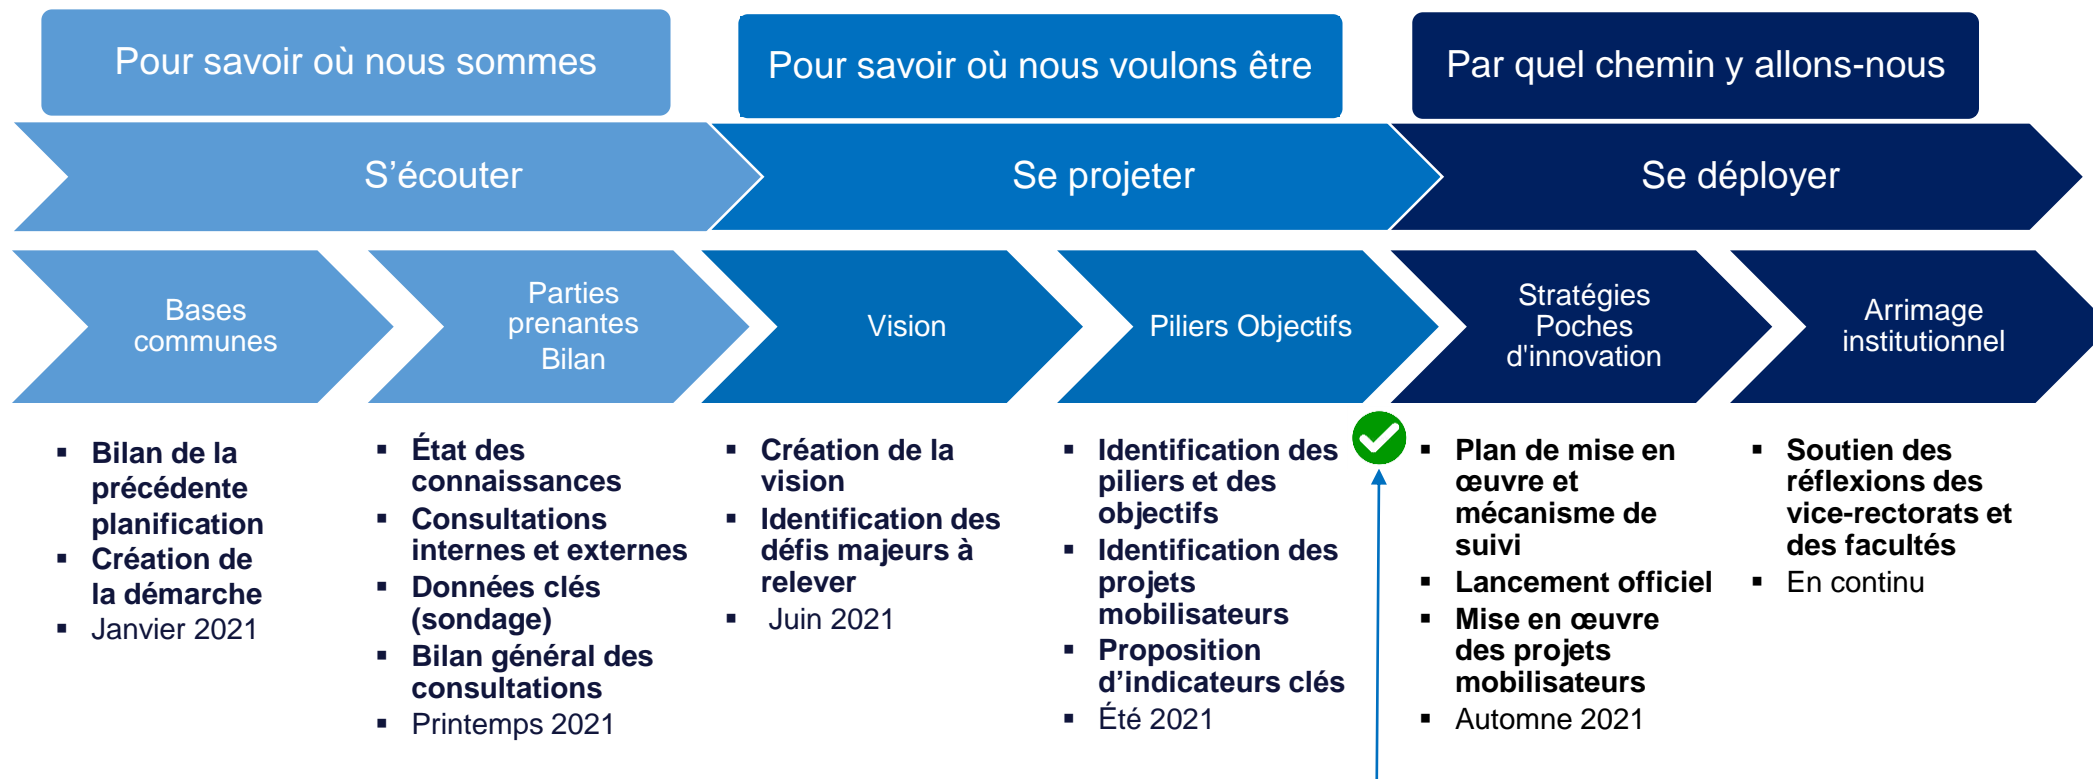 Pour savoir où nous sommes
Pour savoir où nous voulons être
Par quel chemin y allons-nous
S'écouter
Se projeter
Se déployer
Bases
communes
Parties
prenantes
Bilan
Vision
Piliers Objectifs
Stratégies
Poches
d'innovation
Arrimage
institutionnel
▪ Bilan de la
précédente
planification
▪ Création de
la démarche
▪ Janvier 2021
▪ État des
connaissances
▪ Consultations
internes et externes
▪ Données clés
(sondage)
▪ Bilan général des
consultations
▪ Printemps 2021
▪ Création de la
vision
▪ Identification des
défis majeurs à
relever
▪ Juin 2021
▪ Identification des
piliers et des
objectifs
▪ Identification des
projets
mobilisateurs
▪ Proposition
d'indicateurs clés
▪ Été 2021
▪ Plan de mise en
œuvre et
mécanisme de
suivi
▪ Lancement officiel
▪ Mise en œuvre
des projets
mobilisateurs
▪ Automne 2021
▪ Soutien des
réflexions des
vice-rectorats et
des facultés
▪ En continu